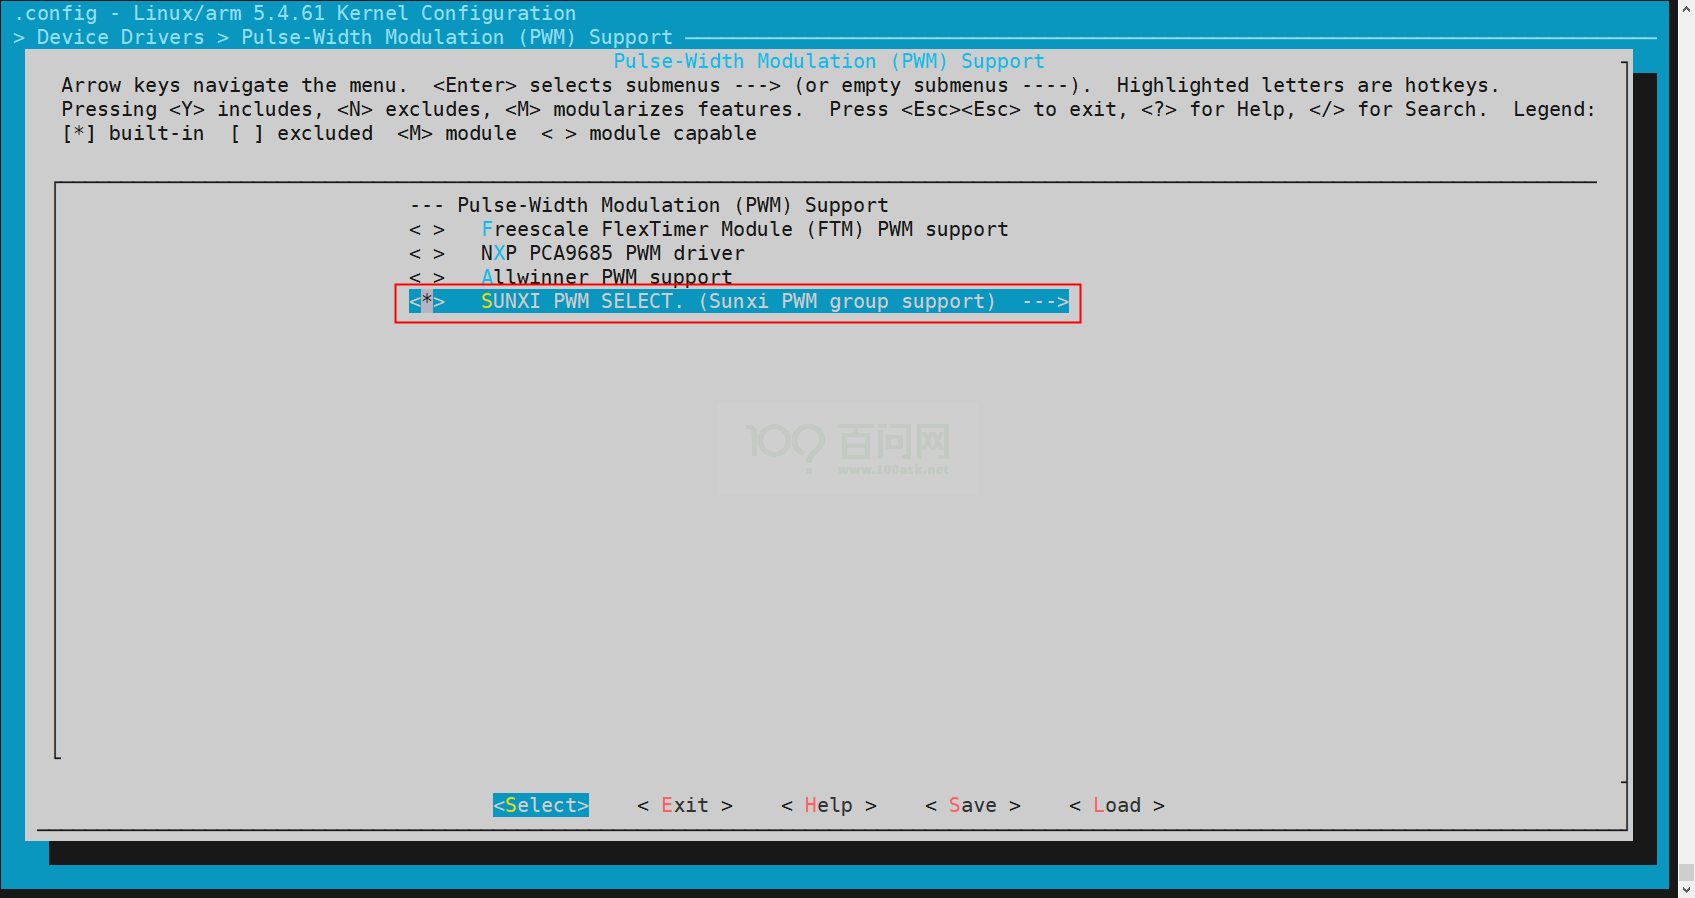 .config - Linux/arm 5.4.61 Kernel Configuration
> Device Drivers > Pulse-Width Modulation (PWM) Support
Pulse-Width Modulation (PWM) Support
Arrow keys navigate the menu.  <Enter> selects submenus ---> (or empty submenus ----).  Highlighted letters are hotkeys.
Pressing <Y> includes, <N> excludes, <M> modularizes features.  Press <Esc><Esc> to exit, <?> for Help, </> for Search.  Legend:
[*] built-in  [ ] excluded  <M> module  < > module capable
--- Pulse-Width Modulation (PWM) Support
< >   Freescale FlexTimer Module (FTM) PWM support
< >   NXP PCA9685 PWM driver
< >   Allwinner PWM support
<*>   SUNXI PWM SELECT. (Sunxi PWM group support)  --->
100 百问网
www.100ask.net
<Select>    < Exit >    < Help >    < Save >    < Load >